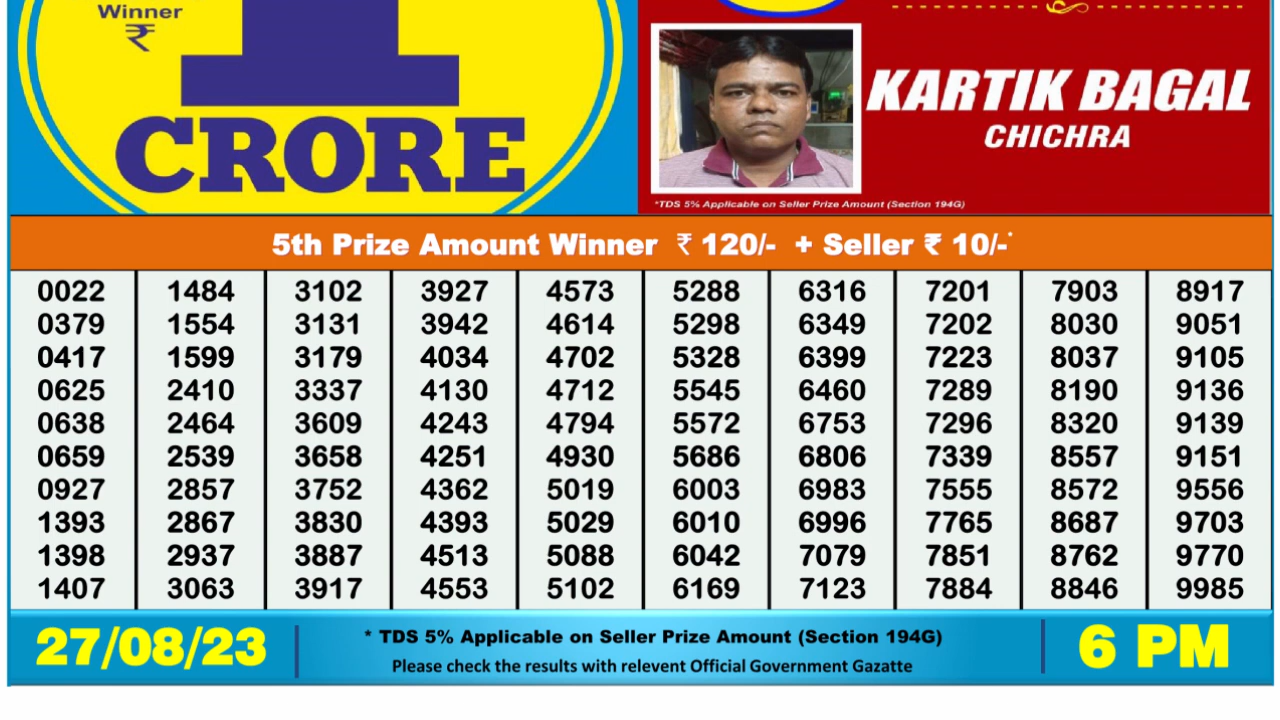 Winner
₹
1
CRORE
KARTIK BAGAL
CHICHRA
*TDS 5% Applicable on Seller Prize Amount (Section 194G)
5th Prize Amount Winner ₹ 120/- + Seller ₹ 10/-*
0022 1484 3102 3927 4573 5288 6316 7201 7903 8917
0379 1554 3131 3942 4614 5298 6349 7202 8030 9051
0417 1599 3179 4034 4702 5328 6399 7223 8037 9105
0625 2410 3337 4130 4712 5545 6460 7289 8190 9136
0638 2464 3609 4243 4794 5572 6753 7296 8320 9139
0659 2539 3658 4251 4930 5686 6806 7339 8557 9151
0927 2857 3752 4362 5019 6003 6983 7555 8572 9556
1393 2867 3830 4393 5029 6010 6996 7765 8687 9703
1398 2937 3887 4513 5088 6042 7079 7851 8762 9770
1407 3063 3917 4553 5102 6169 7123 7884 8846 9985
27/08/23
* TDS 5% Applicable on Seller Prize Amount (Section 194G)
Please check the results with relevent Official Government Gazatte
6 PM